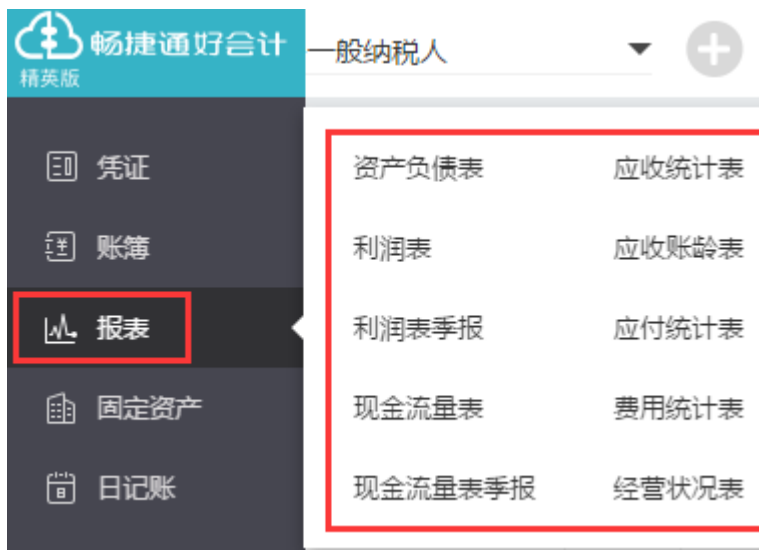 畅捷通好会计
精英版
一般纳税人
凭证
账簿
报表
固定资产
日记账
资产负债表 应收统计表
利润表 应收账龄表
利润表季报 应付统计表
现金流量表 费用统计表
现金流量表季报 经营状况表